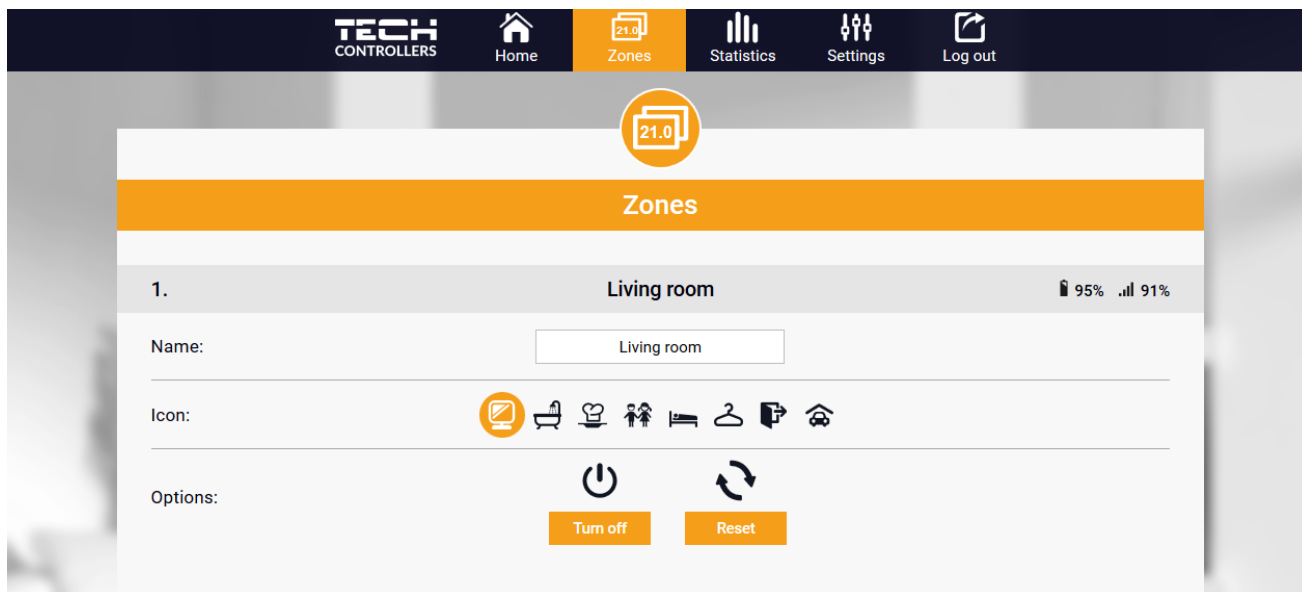 TECH
CONTROLLERS
Home
21.0
Zones
Statistics
Settings
Log out
21.0
Zones
1.
Living room
95%
91%
Name:
Living room
Icon:
Options:
Turn off
Reset